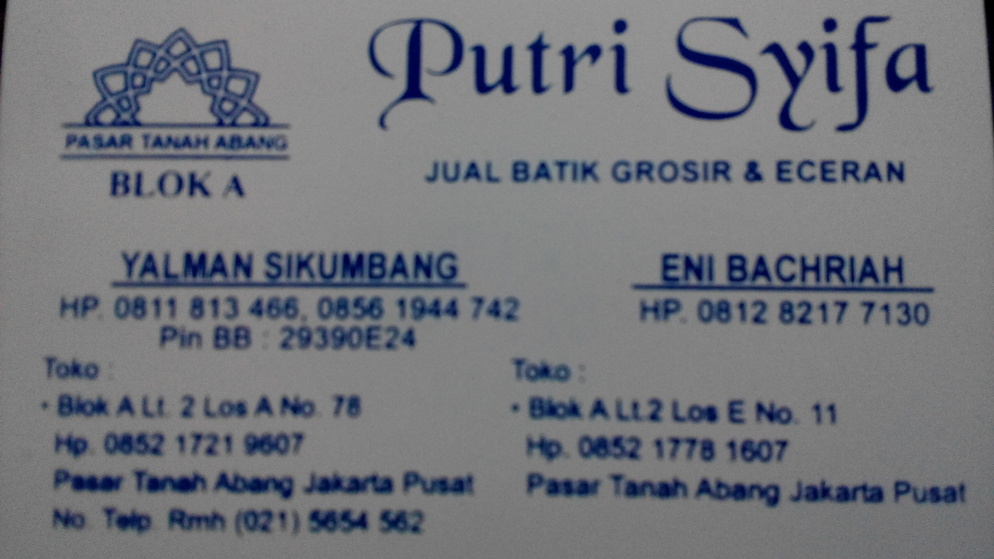 Putri Syifa
PASAR TANAH ABANG
BLOK A
JUAL BATIK GROSIR & ECERAN
YALMAN SIKUMBANG
HP. 0811 813 466, 0856 1944 742
Pin BB : 29390E24
Toko :
• Blok A Lt. 2 Los A No. 78
Hp. 0852 1721 9607
Pasar Tanah Abang Jakarta Pusat
No. Telp. Rmh (021) 5654 562
ENI BACHRIAH
HP. 0812 8217 7130
Toko :
• Blok A Lt.2 Los E No. 11
Hp. 0852 1778 1607
Pasar Tanah Abang Jakarta Pusat